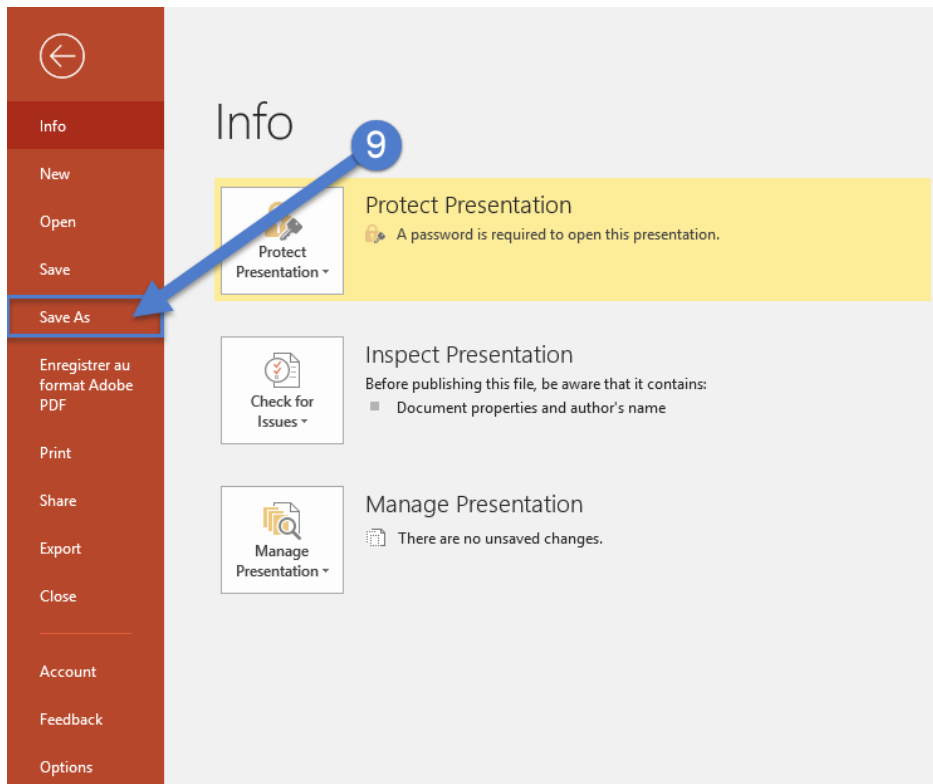 Info
New
Open
Save
Save As
Enregistrer au
format Adobe
PDF
Print
Share
Export
Close
Account
Feedback
Options
Info
9
Protect
Presentation
Protect Presentation
A password is required to open this presentation.
Check for
Issues
Inspect Presentation
Before publishing this file, be aware that it contains:
Document properties and author's name
Manage
Presentation
Manage Presentation
There are no unsaved changes.